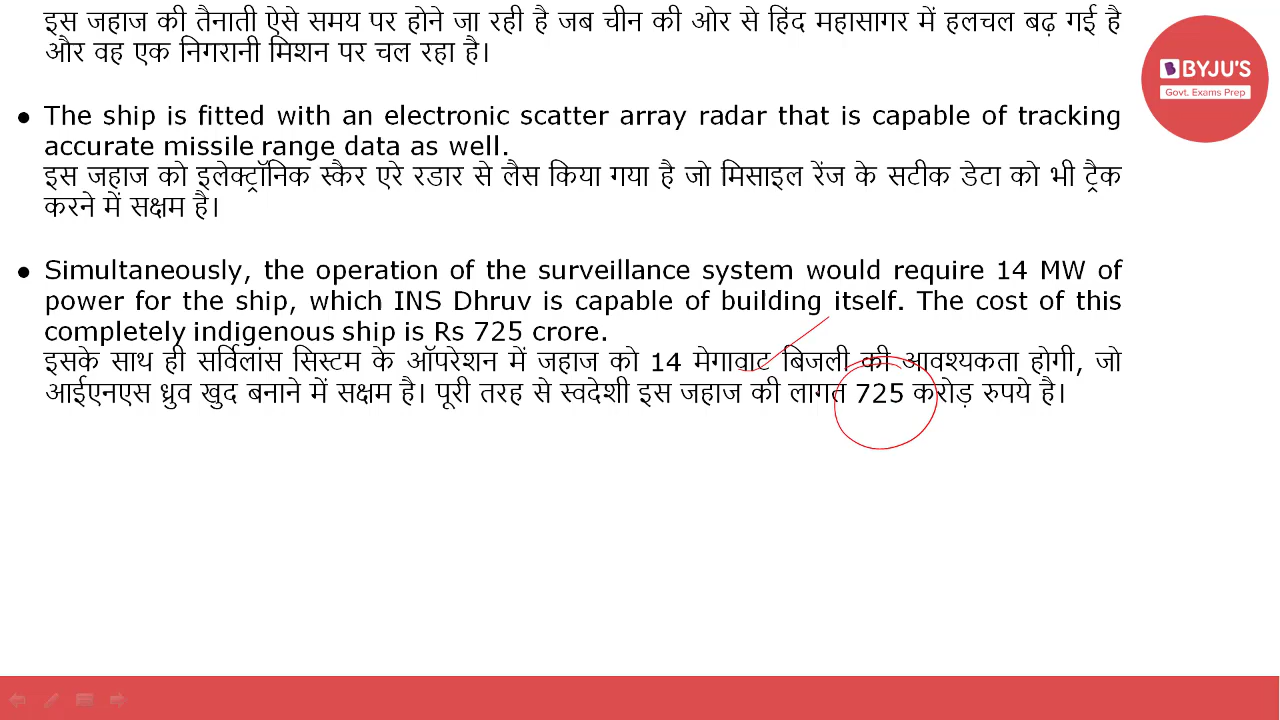 इस जहाज की तैनाती ऐसे समय पर होने जा रही है जब चीन की ओर से हिंद महासागर में हलचल बढ़ गई है
और वह एक निगरानी मिशन पर चल रहा है।
BYJU'S
Govt. Exams Prep
● The ship is fitted with an electronic scatter array radar that is capable of tracking
accurate missile range data as well.
इस जहाज को इलेक्ट्रॉनिक स्कैर एरे रडार से लैस किया गया है जो मिसाइल रेंज के सटीक डेटा को भी ट्रैक
करने में सक्षम है।
● Simultaneously, the operation of the surveillance system would require 14 MW of
power for the ship, which INS Dhruv is capable of building itself. The cost of this
completely indigenous ship is Rs 725 crore.
इसके साथ ही सर्विलांस सिस्टम के ऑपरेशन में जहाज को 14 मेगावाट बिजली की आवश्यकता होगी, जो
आईएनएस ध्रुव खुद बनाने में सक्षम है। पूरी तरह से स्वदेशी इस जहाज की लागत 725 करोड़ रुपये है।